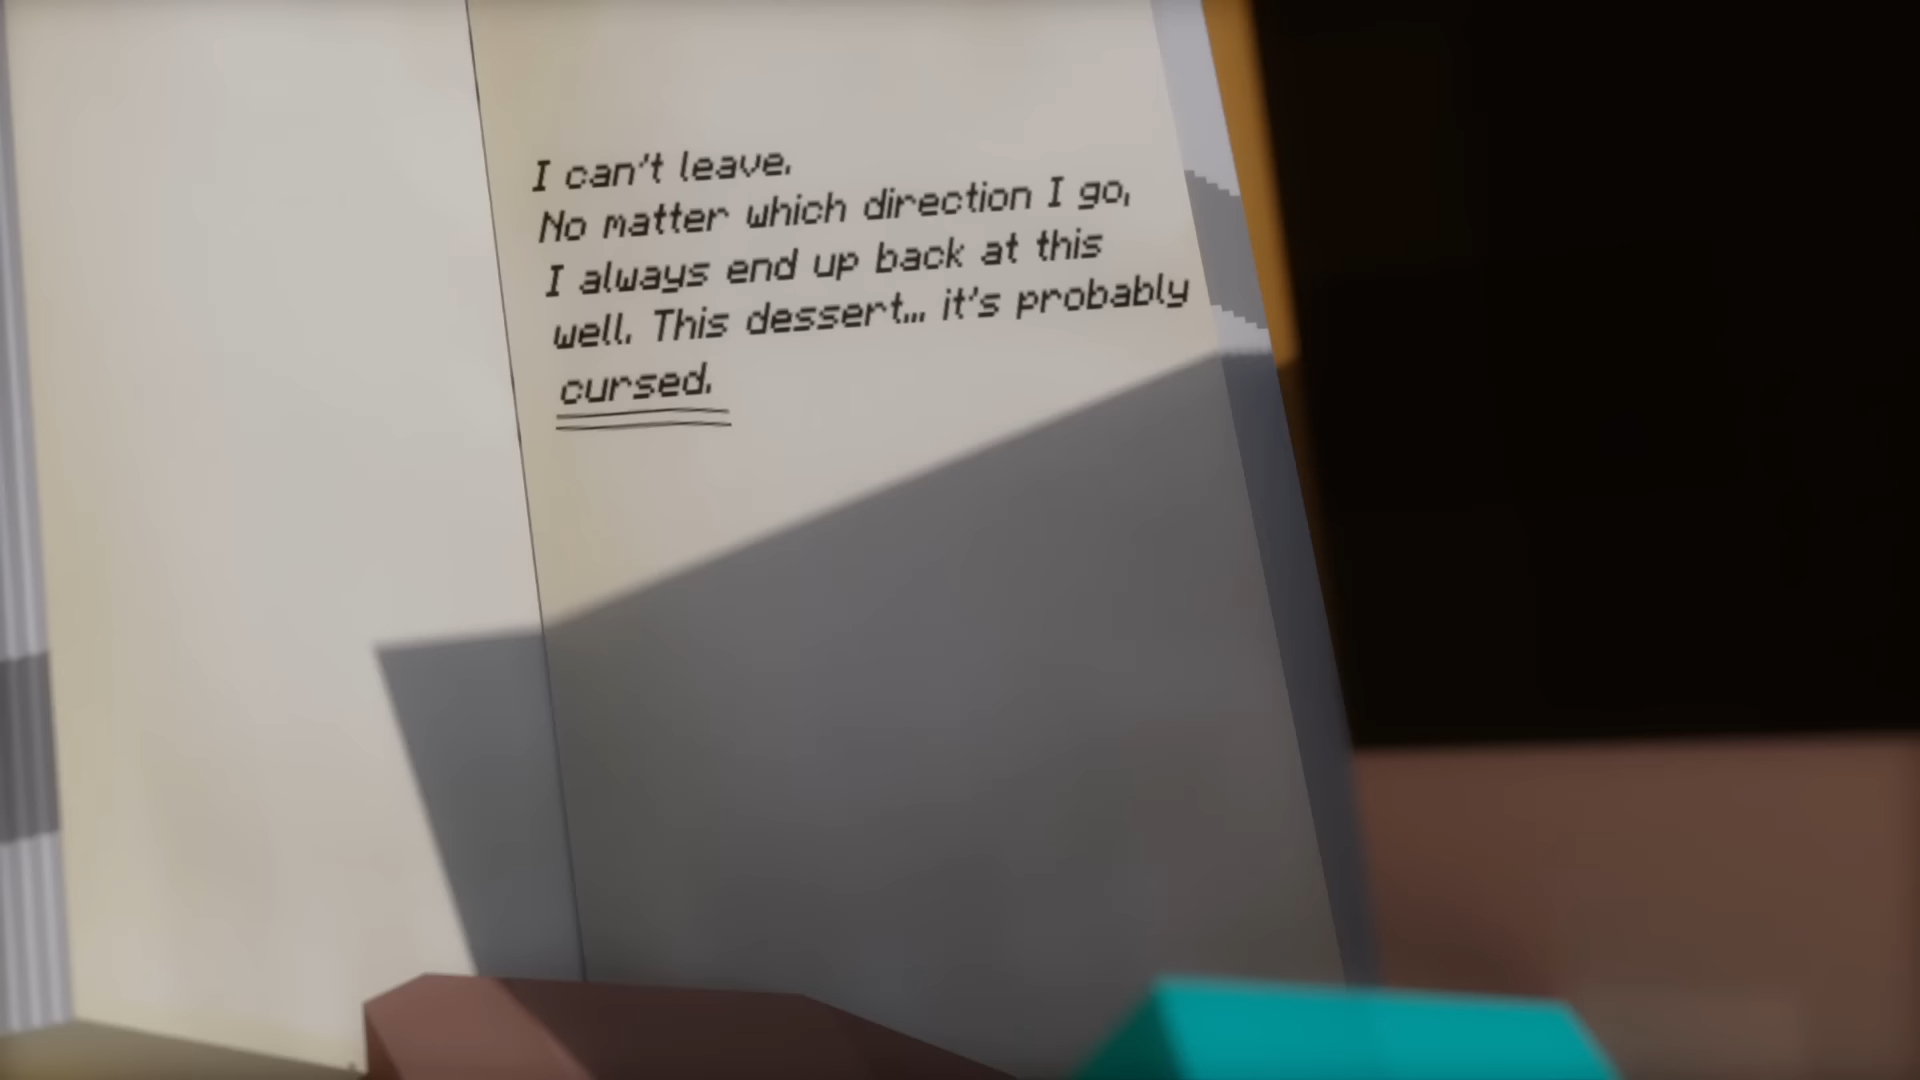 I can't leave.
No matter which direction I go,
I always end up back at this
well. This dessert... it's probably
cursed.